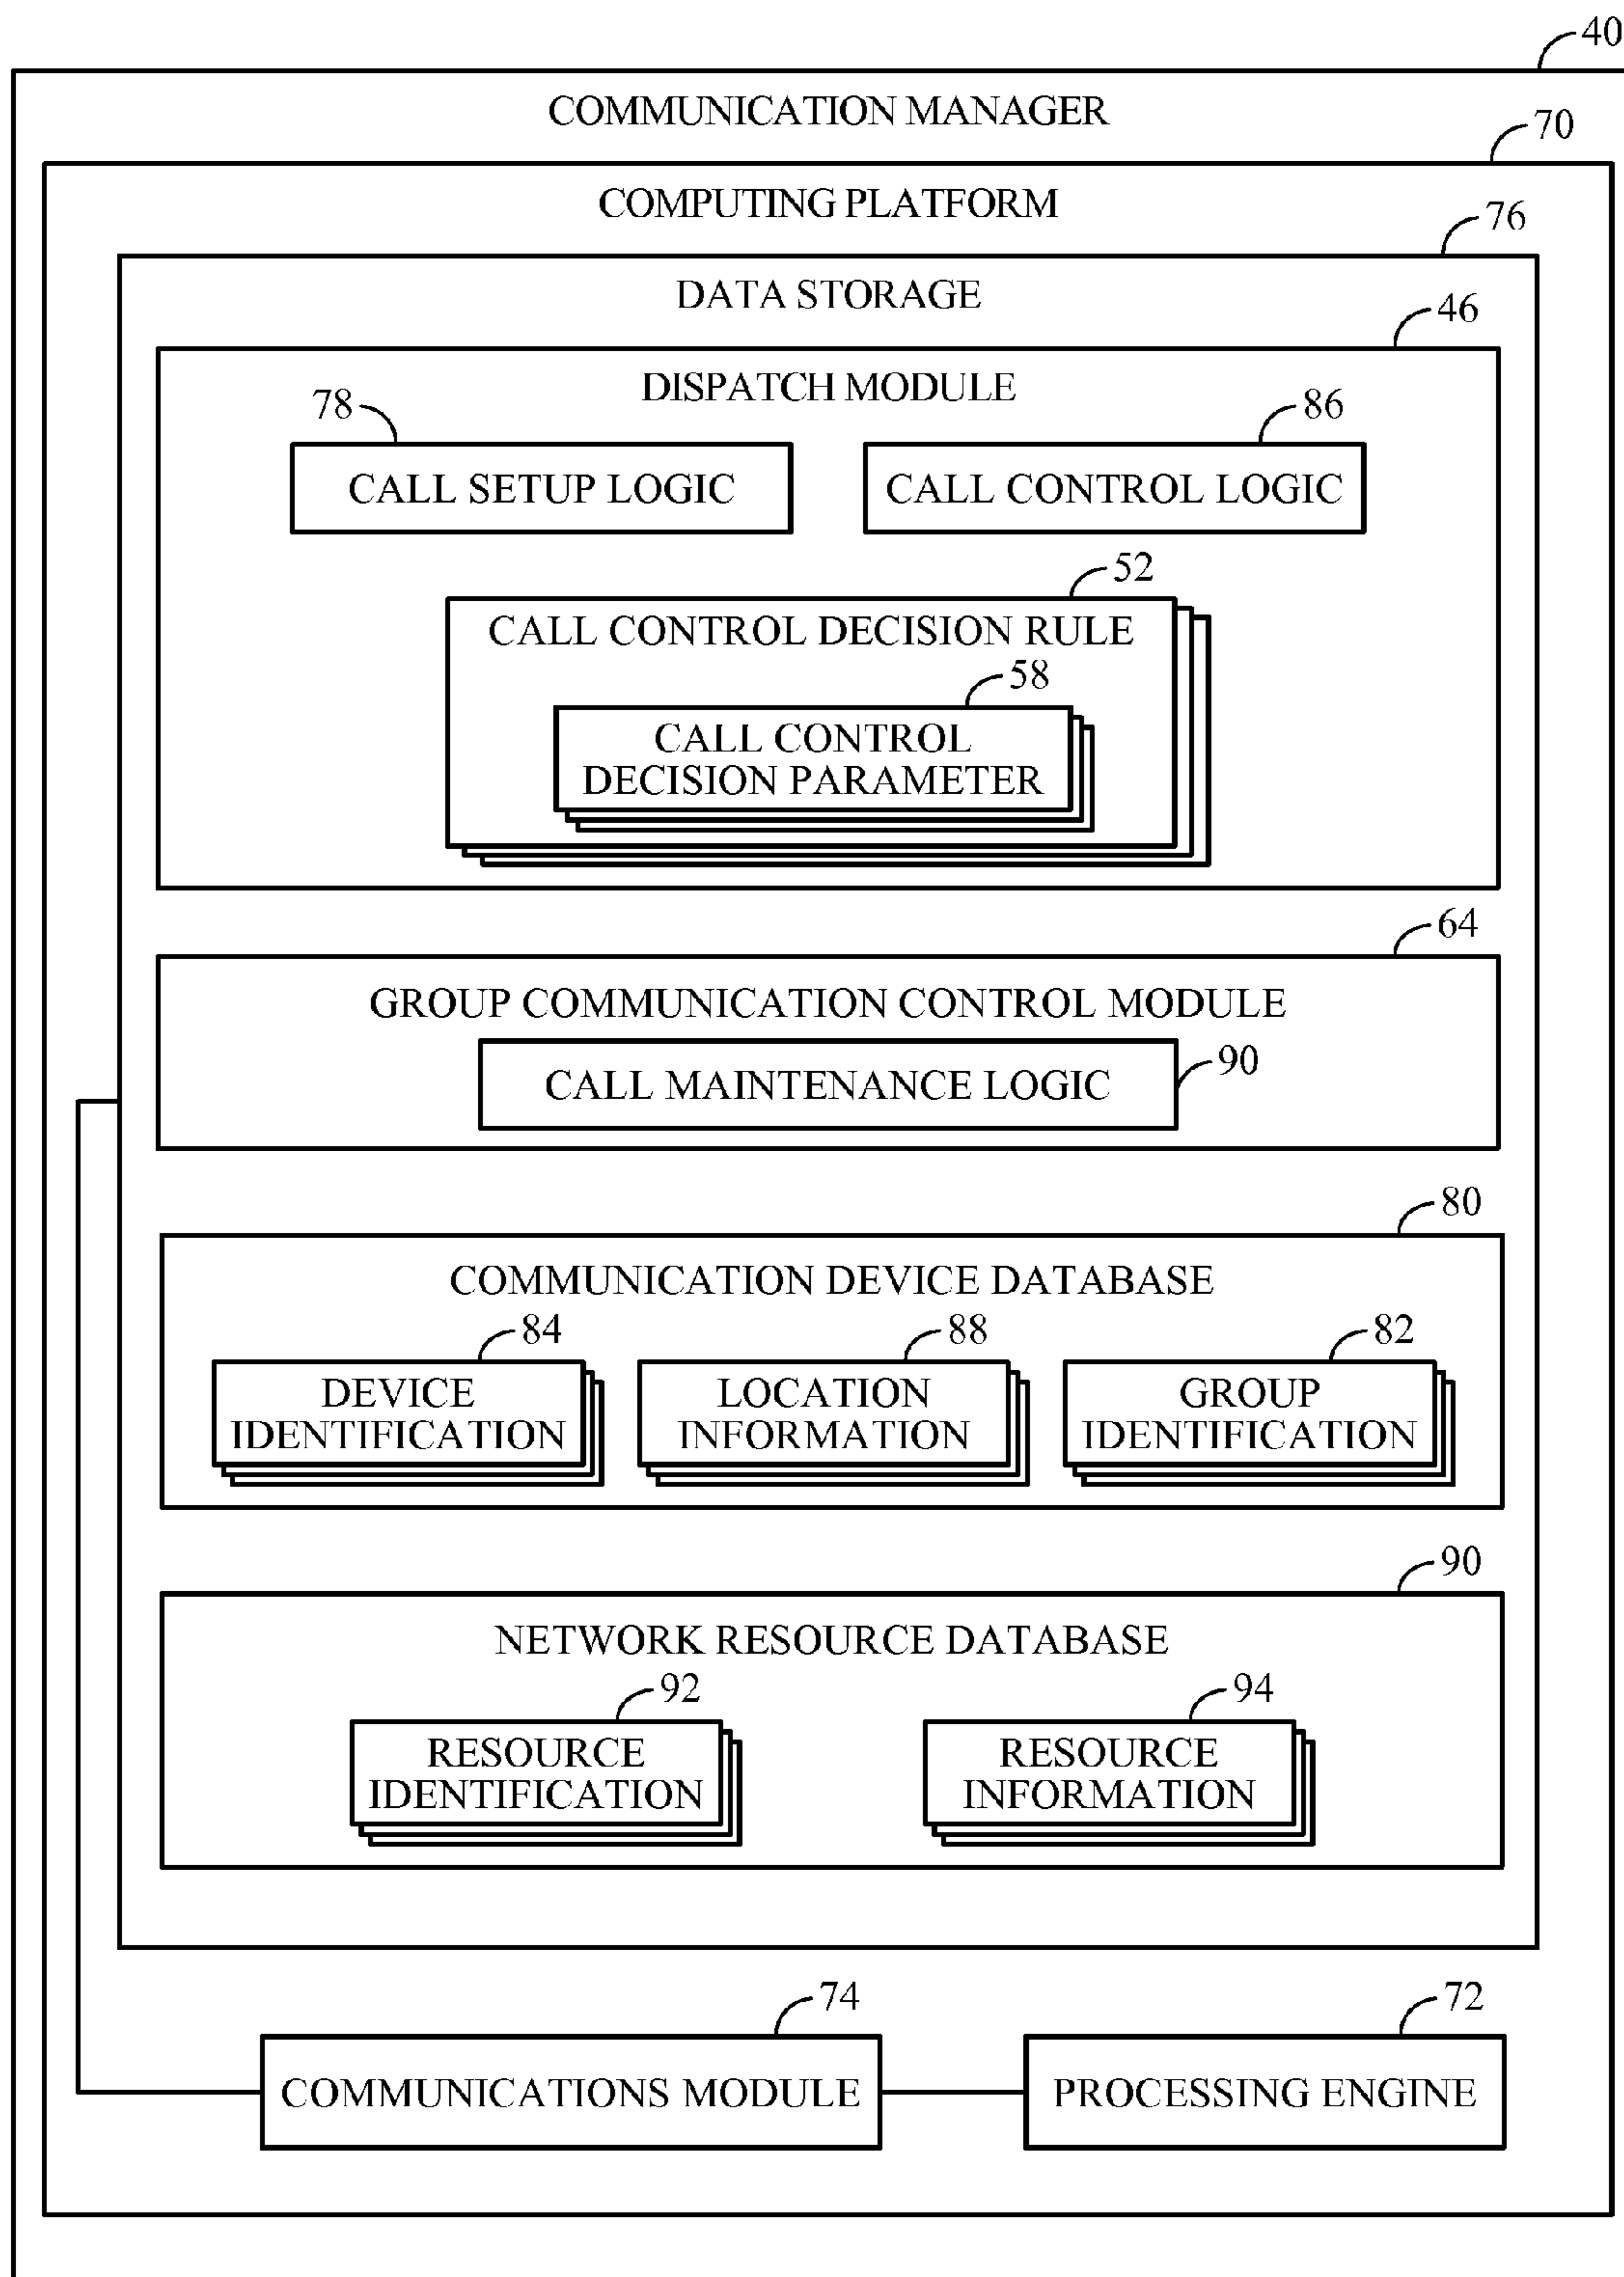 40
COMMUNICATION MANAGER
70
COMPUTING PLATFORM
76
DATA STORAGE
46
DISPATCH MODULE
78
86
CALL SETUP LOGIC
CALL CONTROL LOGIC
52
CALL CONTROL DECISION RULE
58
CALL CONTROL
DECISION PARAMETER
64
GROUP COMMUNICATION CONTROL MODULE
90
CALL MAINTENANCE LOGIC
80
COMMUNICATION DEVICE DATABASE
84
88
82
DEVICE
IDENTIFICATION
LOCATION
INFORMATION
GROUP
IDENTIFICATION
90
NETWORK RESOURCE DATABASE
92
94
RESOURCE
IDENTIFICATION
RESOURCE
INFORMATION
74
72
COMMUNICATIONS MODULE
PROCESSING ENGINE